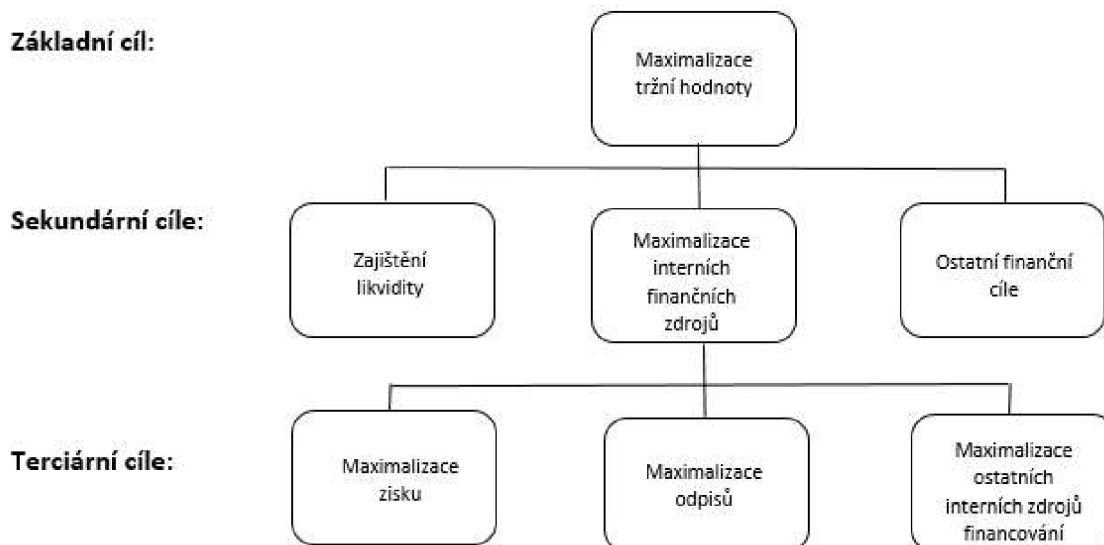 Základní cíl:
Maximalizace
tržní hodnoty
Sekundární cíle:
Zajištění
likvidity
Maximalizace
interních
finančních
zdrojů
Ostatní finanční
cíle
Terciární cíle:
Maximalizace
zisku
Maximalizace
odpisů
Maximalizace
ostatních
interních zdrojů
financování